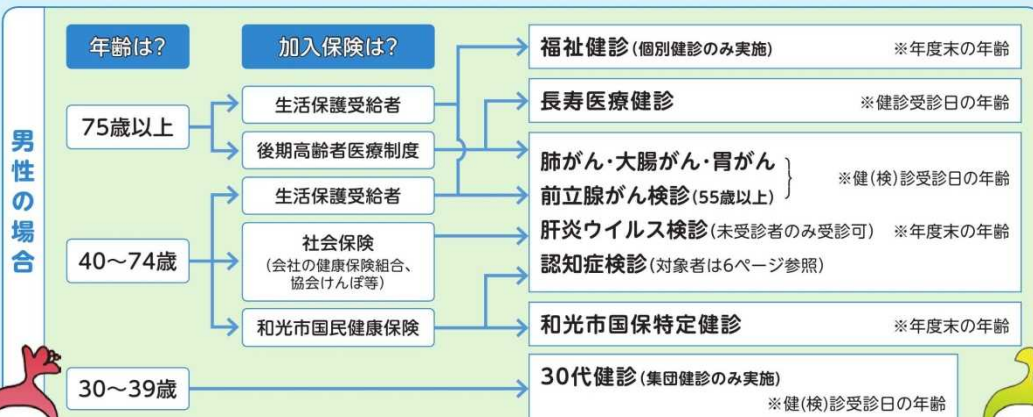 男性の場合
年齢は?
加入保険は?
75歳以上
生活保護受給者
後期高齢者医療制度
40〜74歳
生活保護受給者
社会保険
(会社の健康保険組合、
協会けんぽ等)
和光市国民健康保険
30〜39歳
福祉健診(個別健診のみ実施) ※年度末の年齢
長寿医療健診 ※健診受診日の年齢
肺がん・大腸がん・胃がん
前立腺がん検診(55歳以上)
※健(検)診受診日の年齢
肝炎ウイルス検診(未受診者のみ受診可) ※年度末の年齢
認知症検診(対象者は6ページ参照)
和光市国保特定健診 ※年度末の年齢
30代健診(集団健診のみ実施)
※健(検)診受診日の年齢